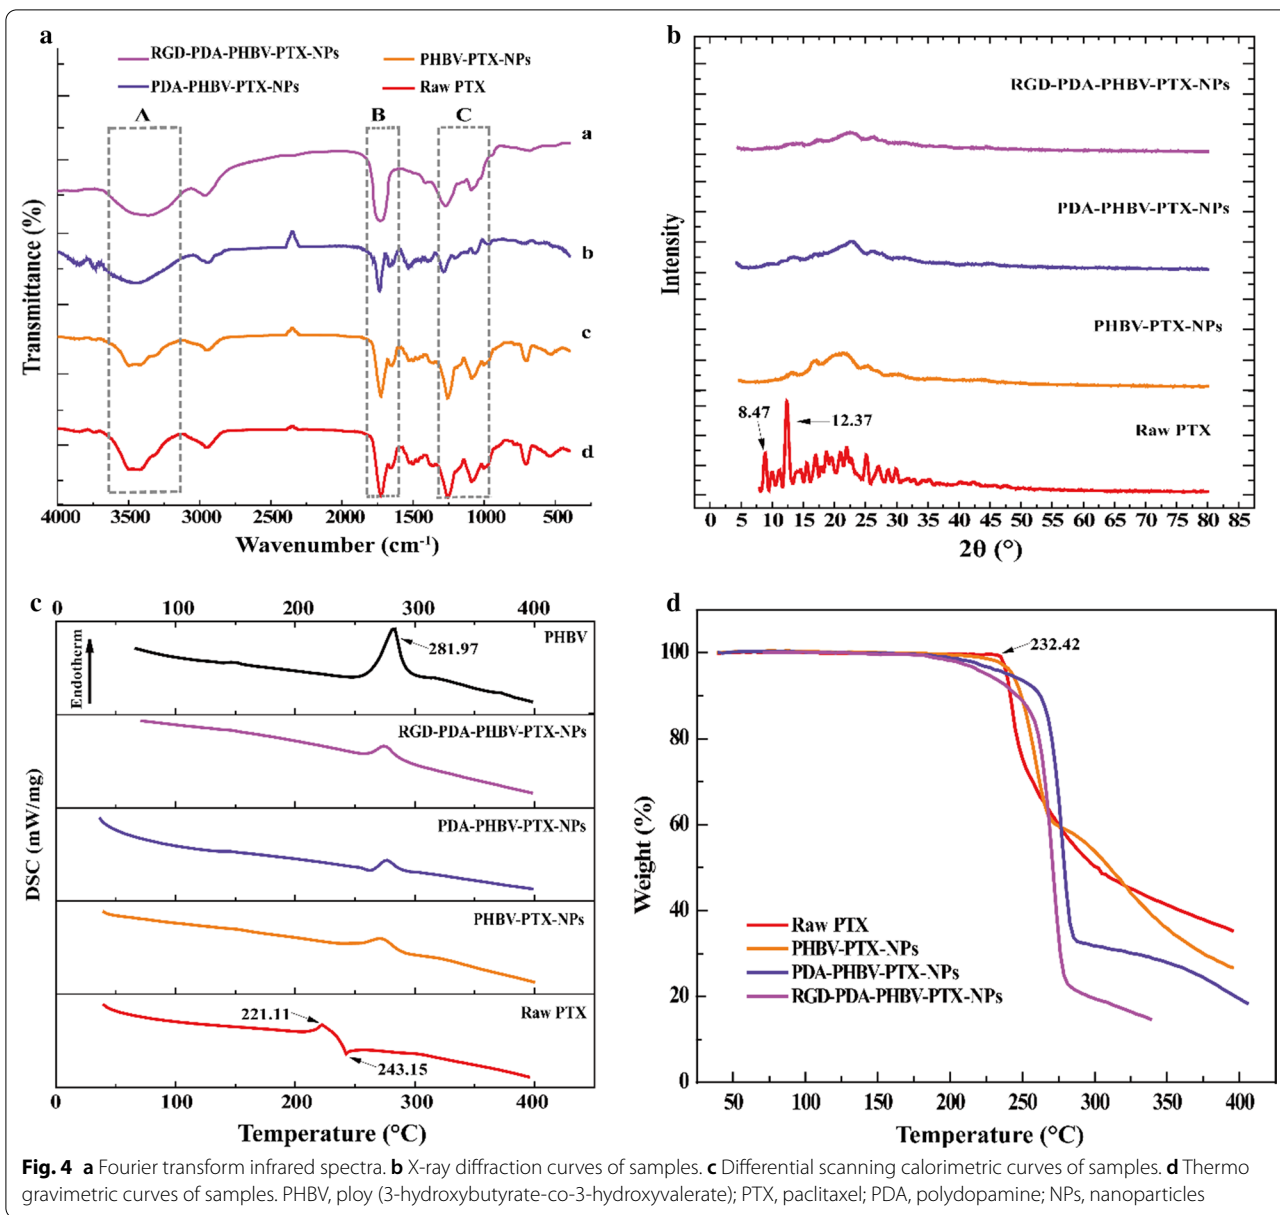 a
RGD-PDA-PHBV-PTX-NPs
PHBV-PTX-NPs
PDA-PHBV-PTX-NPs
Raw PTX
A
B
C
a
b
c
d
Transmittance (%)
4000 3500 3000 2500 2000 1500 1000 500
Wavenumber (cm-1)
b
RGD-PDA-PHBV-PTX-NPs
PDA-PHBV-PTX-NPs
PHBV-PTX-NPs
8.47
12.37
Raw PTX
Intensity
0 5 10 15 20 25 30 35 40 45 50 55 60 65 70 75 80 85
2θ (°)
c
0 100 200 300 400
Endotherm
PHBV
281.97
RGD-PDA-PHBV-PTX-NPs
PDA-PHBV-PTX-NPs
PHBV-PTX-NPs
Raw PTX
221.11
243.15
DSC (mW/mg)
0 100 200 300 400
Temperature (°C)
d
100
80
60
40
20
0
232.42
Weight (%)
Raw PTX
PHBV-PTX-NPs
PDA-PHBV-PTX-NPs
RGD-PDA-PHBV-PTX-NPs
50 100 150 200 250 300 350 400
Temperature (°C)
Fig. 4 a Fourier transform infrared spectra. b X-ray diffraction curves of samples. c Differential scanning calorimetric curves of samples. d Thermo
gravimetric curves of samples. PHBV, ploy (3-hydroxybutyrate-co-3-hydroxyvalerate); PTX, paclitaxel; PDA, polydopamine; NPs, nanoparticles